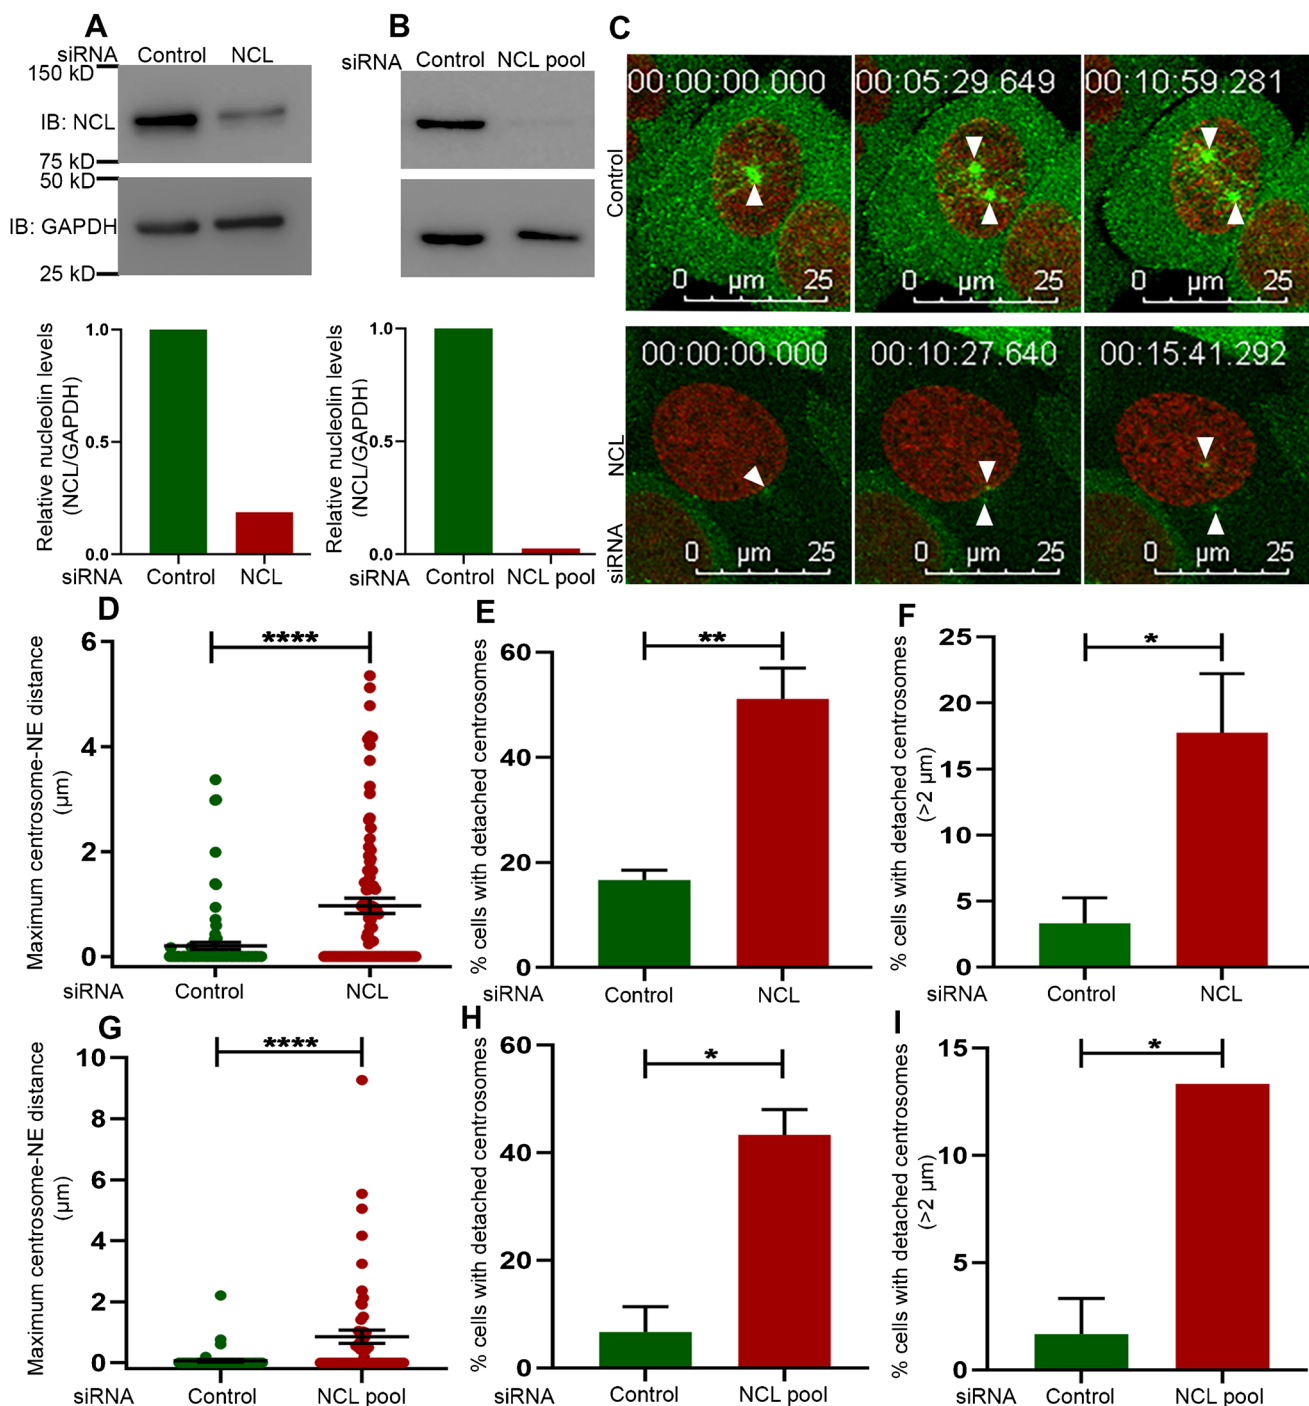 A
siRNA Control NCL
150 kD
IB: NCL
75 kD
50 kD
IB: GAPDH
25 kD
Relative nucleolin levels
(NCL/GAPDH)
1.0
0.5
0.0
siRNA Control NCL
B
siRNA Control NCL pool
Relative nucleolin levels
(NCL/GAPDH)
1.0
0.5
0.0
siRNA Control NCL pool
C
Control
00:00:00.000
0 µm 25
00:05:29.649
0 µm 25
00:10:59.281
0 µm 25
siRNA NCL
00:00:00.000
0 µm 25
00:10:27.640
0 µm 25
00:15:41.292
0 µm 25
D
Maximum centrosome-NE distance
(µm)
6
4
2
0
****
siRNA Control NCL
E
% cells with detached centrosomes
60
40
20
0
**
siRNA Control NCL
F
% cells with detached centrosomes
(>2 µm)
25
20
15
10
5
0
*
siRNA Control NCL
G
Maximum centrosome-NE distance
(µm)
10
8
6
4
2
0
****
siRNA Control NCL pool
H
% cells with detached centrosomes
60
40
20
0
*
siRNA Control NCL pool
I
% cells with detached centrosomes
(>2 µm)
15
10
5
0
*
siRNA Control NCL pool